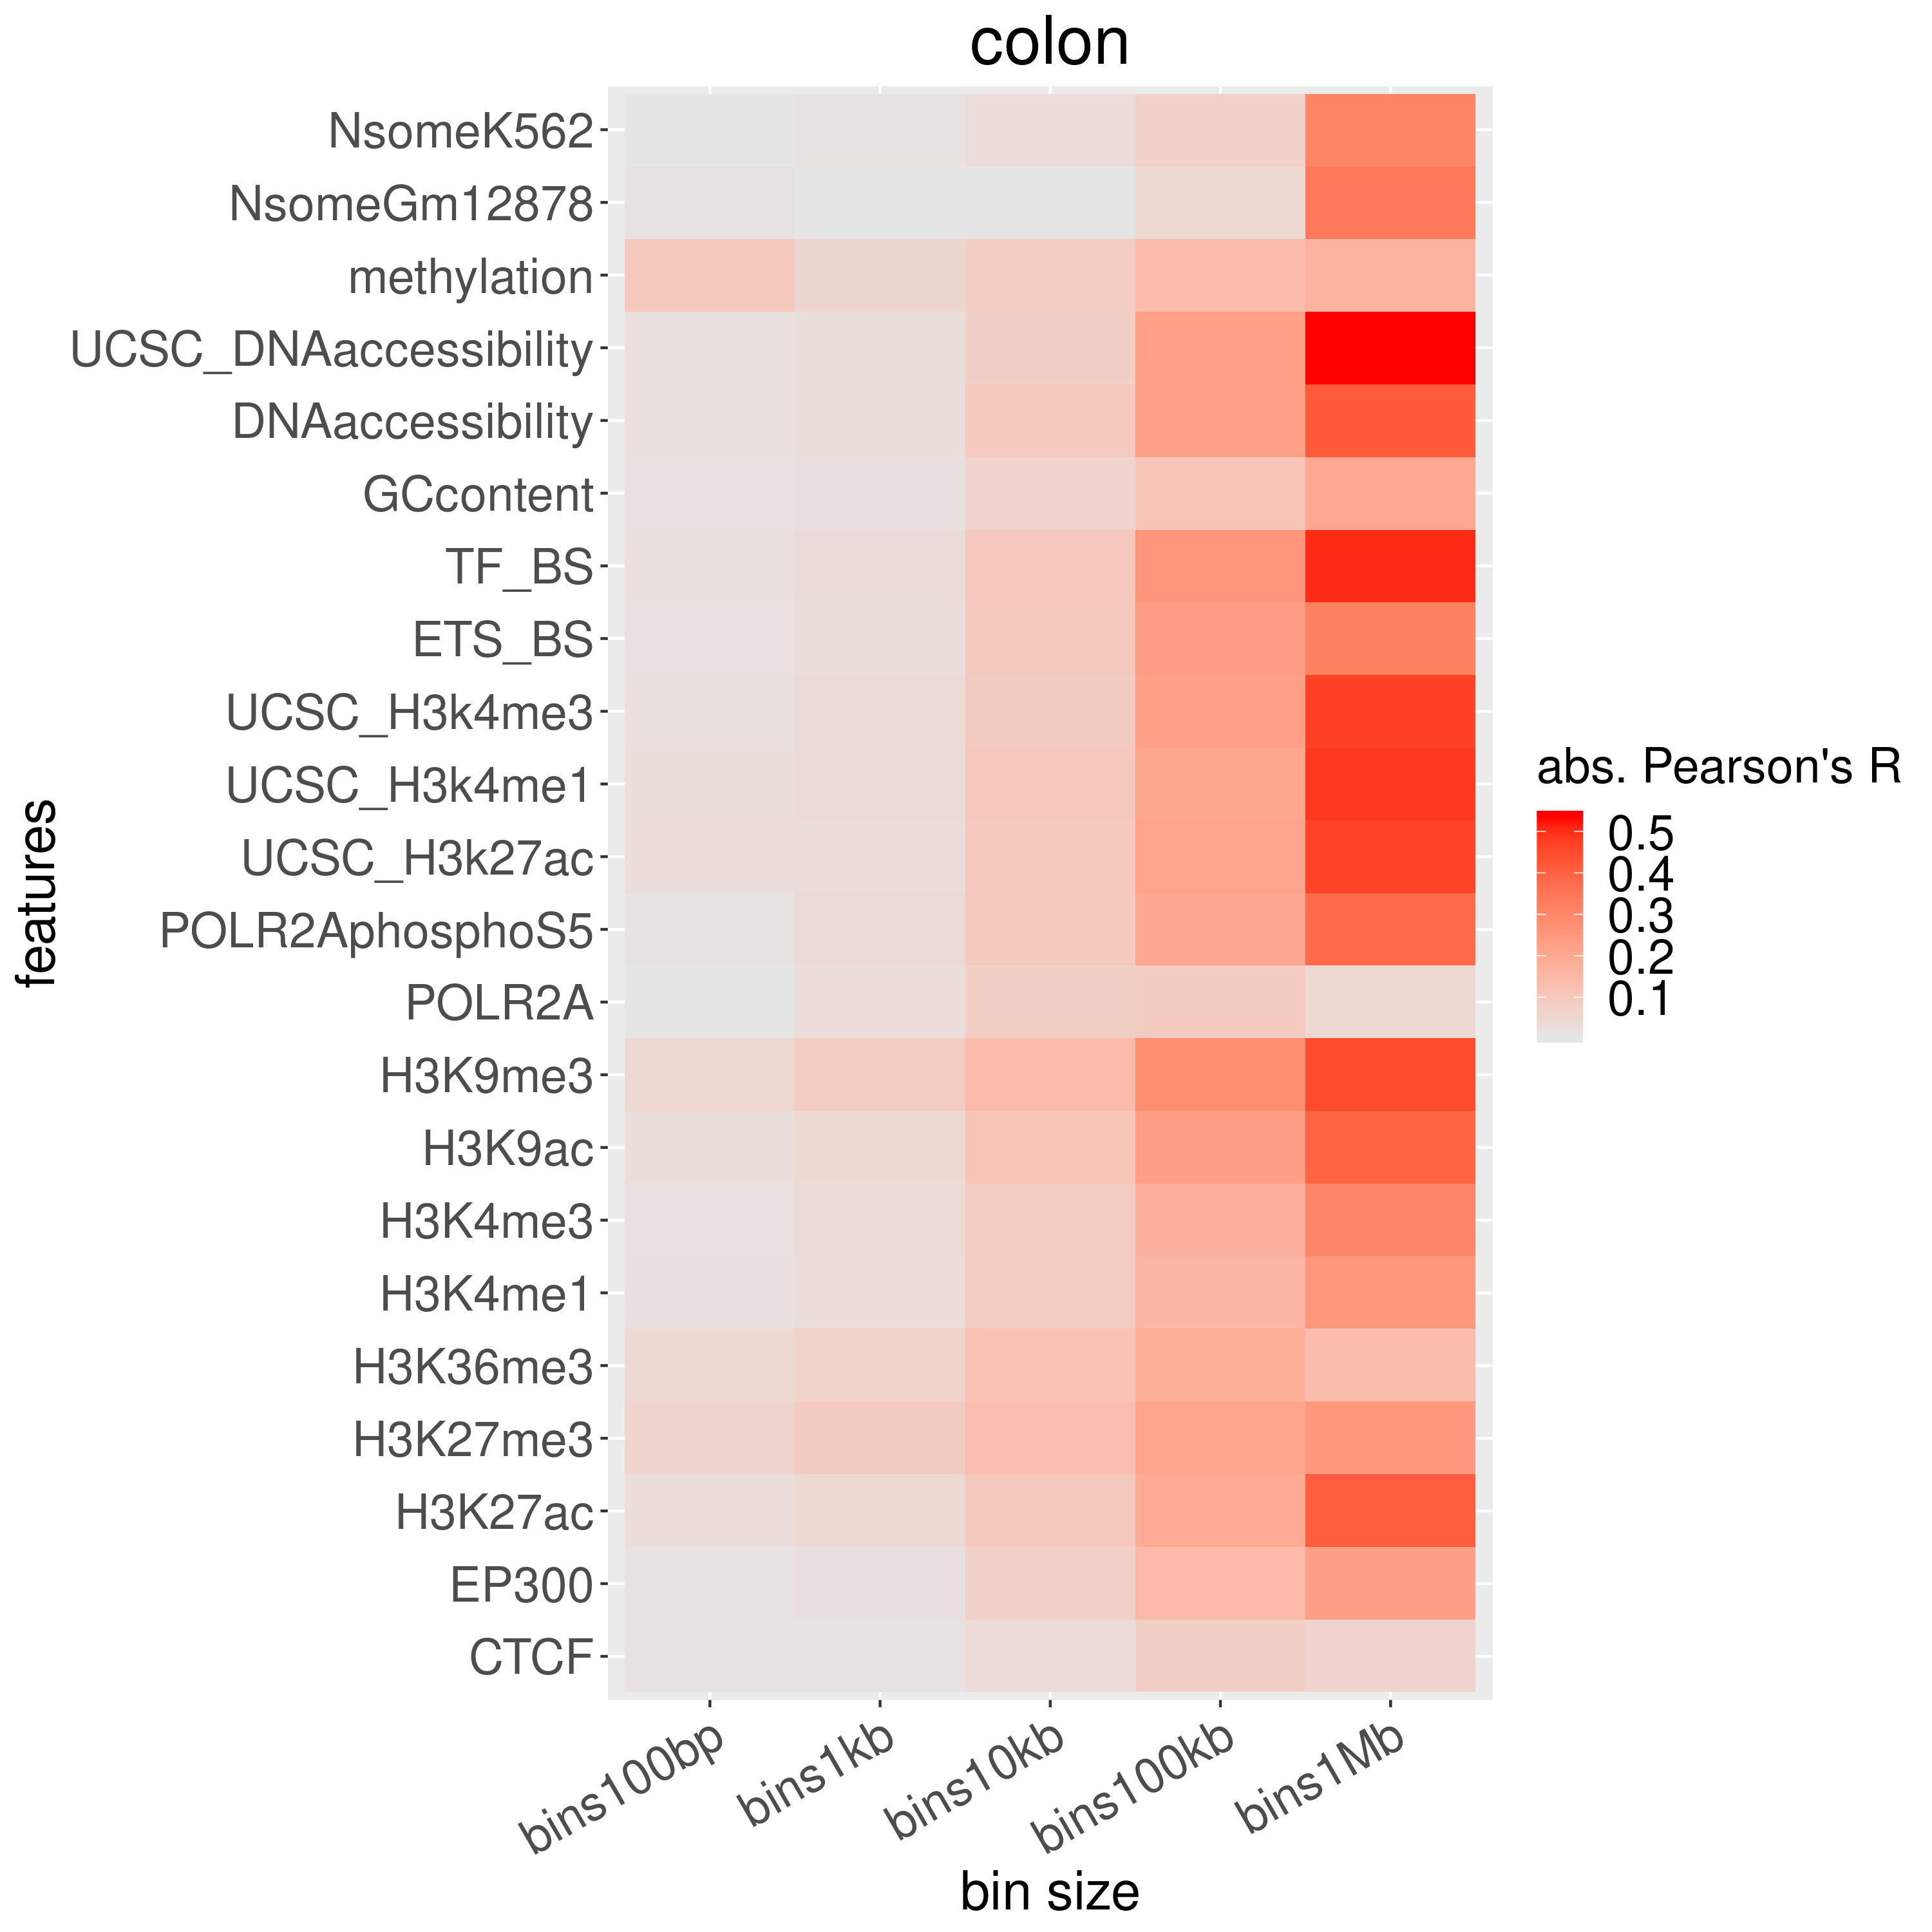 colon
features
NsomeK562
NsomeGm12878
methylation
UCSC_DNAaccessibility
DNAaccessibility
GCcontent
TF_BS
ETS_BS
UCSC_H3k4me3
UCSC_H3k4me1
UCSC_H3k27ac
POLR2AphosphoS5
POLR2A
H3K9me3
H3K9ac
H3K4me3
H3K4me1
H3K36me3
H3K27me3
H3K27ac
EP300
CTCF
bins100bp
bins1kb
bins10kb
bins100kb
bins1Mb
bin size
abs. Pearson's R
0.5
0.4
0.3
0.2
0.1